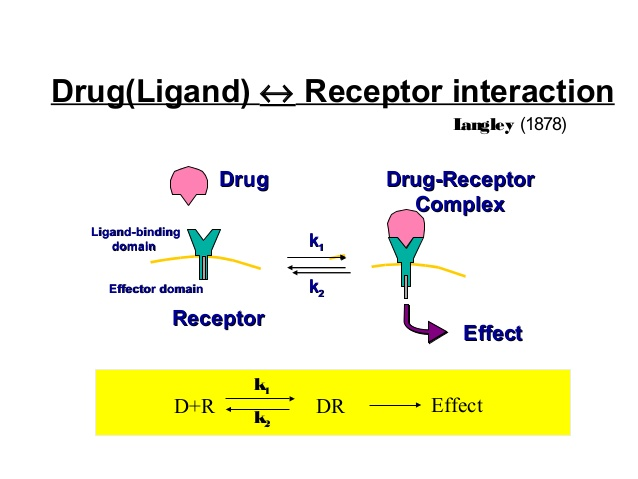 Drug(Ligand) ↔ Receptor interaction
Langley (1878)
Drug
Drug-Receptor
Complex
Ligand-binding
domain
k1
Effector domain
k2
Receptor
Effect
k1
D+R DR Effect
k2